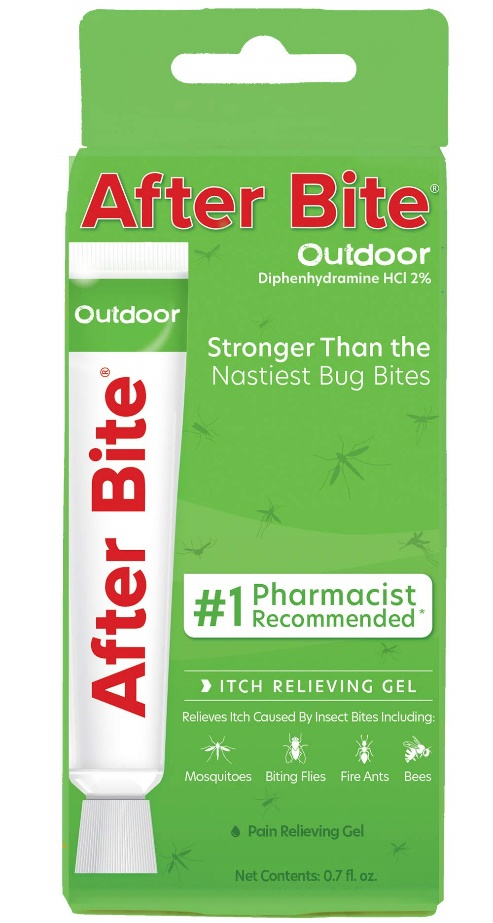 After Bite®
Outdoor
Diphenhydramine HCl 2%
Outdoor
After Bite®
Stronger Than the
Nastiest Bug Bites
#1 Pharmacist
Recommended*
ITCH RELIEVING GEL
Relieves Itch Caused By Insect Bites Including:
Mosquitoes Biting Flies Fire Ants Bees
Pain Relieving Gel
Net Contents: 0.7 fl. oz.